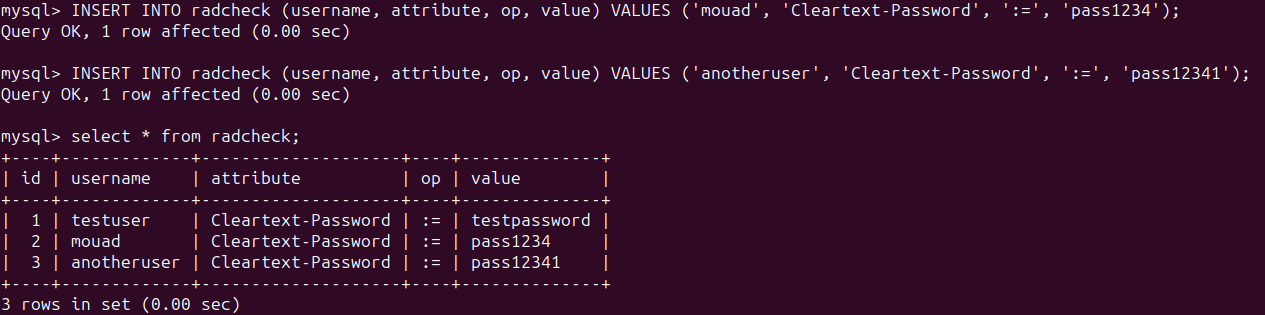 mysql> INSERT INTO radcheck (username, attribute, op, value) VALUES ('mouad', 'Cleartext-Password', ':=', 'pass1234');
Query OK, 1 row affected (0.00 sec)
mysql> INSERT INTO radcheck (username, attribute, op, value) VALUES ('anotheruser', 'Cleartext-Password', ':=', 'pass12341');
Query OK, 1 row affected (0.00 sec)
mysql> select * from radcheck;
+----+-------------+--------------------+----+--------------+
| id | username    | attribute          | op | value        |
+----+-------------+--------------------+----+--------------+
|  1 | testuser    | Cleartext-Password | := | testpassword |
|  2 | mouad       | Cleartext-Password | := | pass1234     |
|  3 | anotheruser | Cleartext-Password | := | pass12341    |
+----+-------------+--------------------+----+--------------+
3 rows in set (0.00 sec)